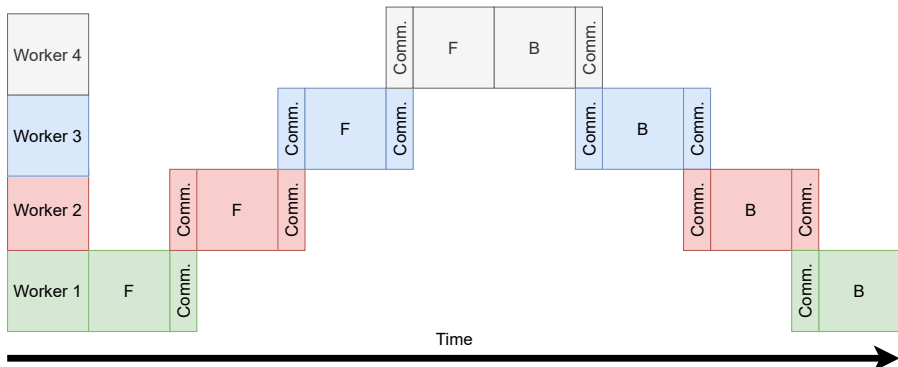 Worker 4
Comm.
F
B
Comm.
Worker 3
Comm.
F
Comm.
Comm.
B
Comm.
Worker 2
Comm.
F
Comm.
Comm.
B
Comm.
Worker 1
F
Comm.
Comm.
B
Time